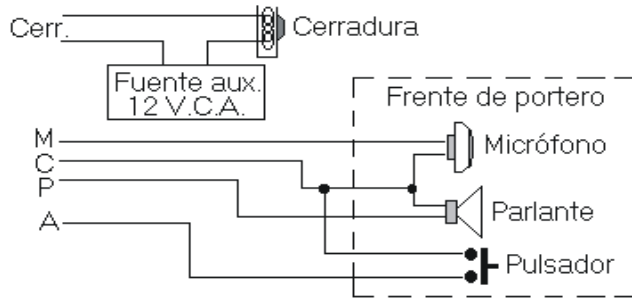 Cerr.
Cerradura
Fuente aux.
12 V.C.A.
Frente de portero
M
Micrófono
C
P
Parlante
A
Pulsador